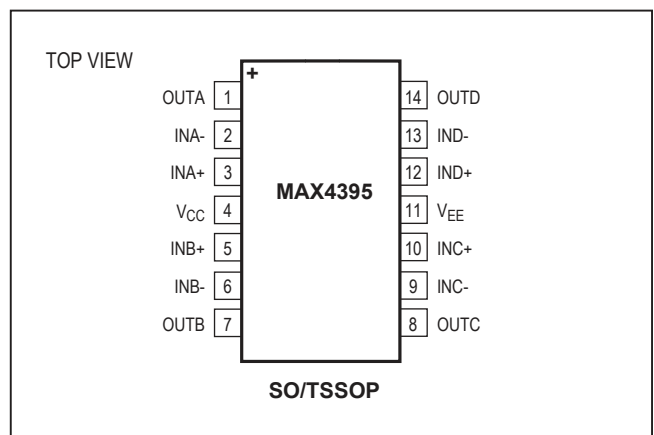 TOP VIEW
+
OUTA 1 14 OUTD
INA- 2 13 IND-
INA+ 3 12 IND+
MAX4395
VCC 4 11 VEE
INB+ 5 10 INC+
INB- 6 9 INC-
OUTB 7 8 OUTC
SO/TSSOP